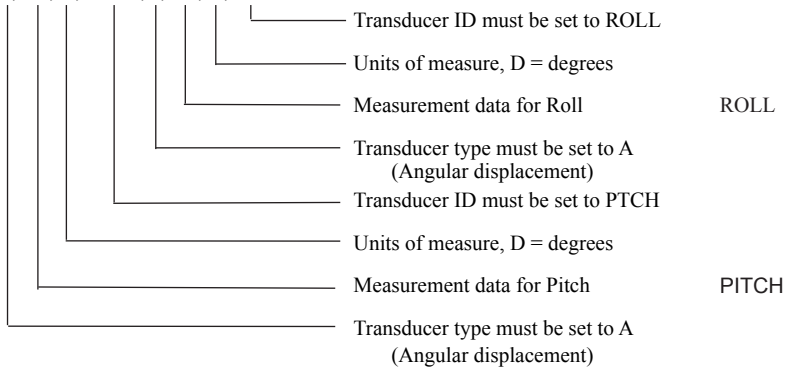 Transducer ID must be set to ROLL
Units of measure, D = degrees
Measurement data for Roll ROLL
Transducer type must be set to A
(Angular displacement)
Transducer ID must be set to PTCH
Units of measure, D = degrees
Measurement data for Pitch PITCH
Transducer type must be set to A
(Angular displacement)